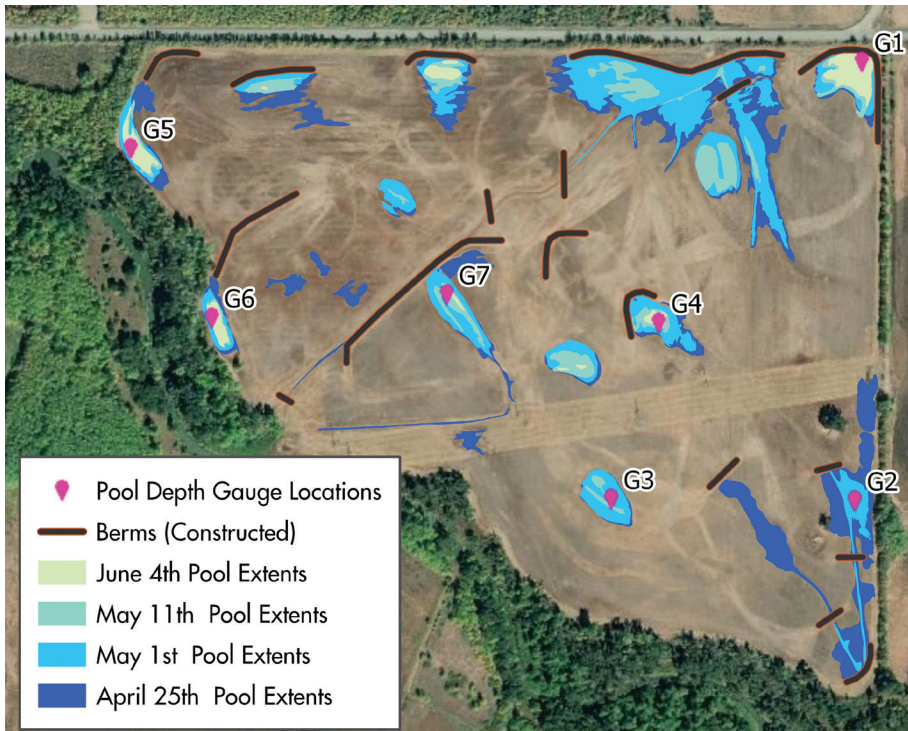 G1
G5
G7
G6
G4
G3
G2
Pool Depth Gauge Locations
Berms (Constructed)
June 4th Pool Extents
May 11th Pool Extents
May 1st Pool Extents
April 25th Pool Extents